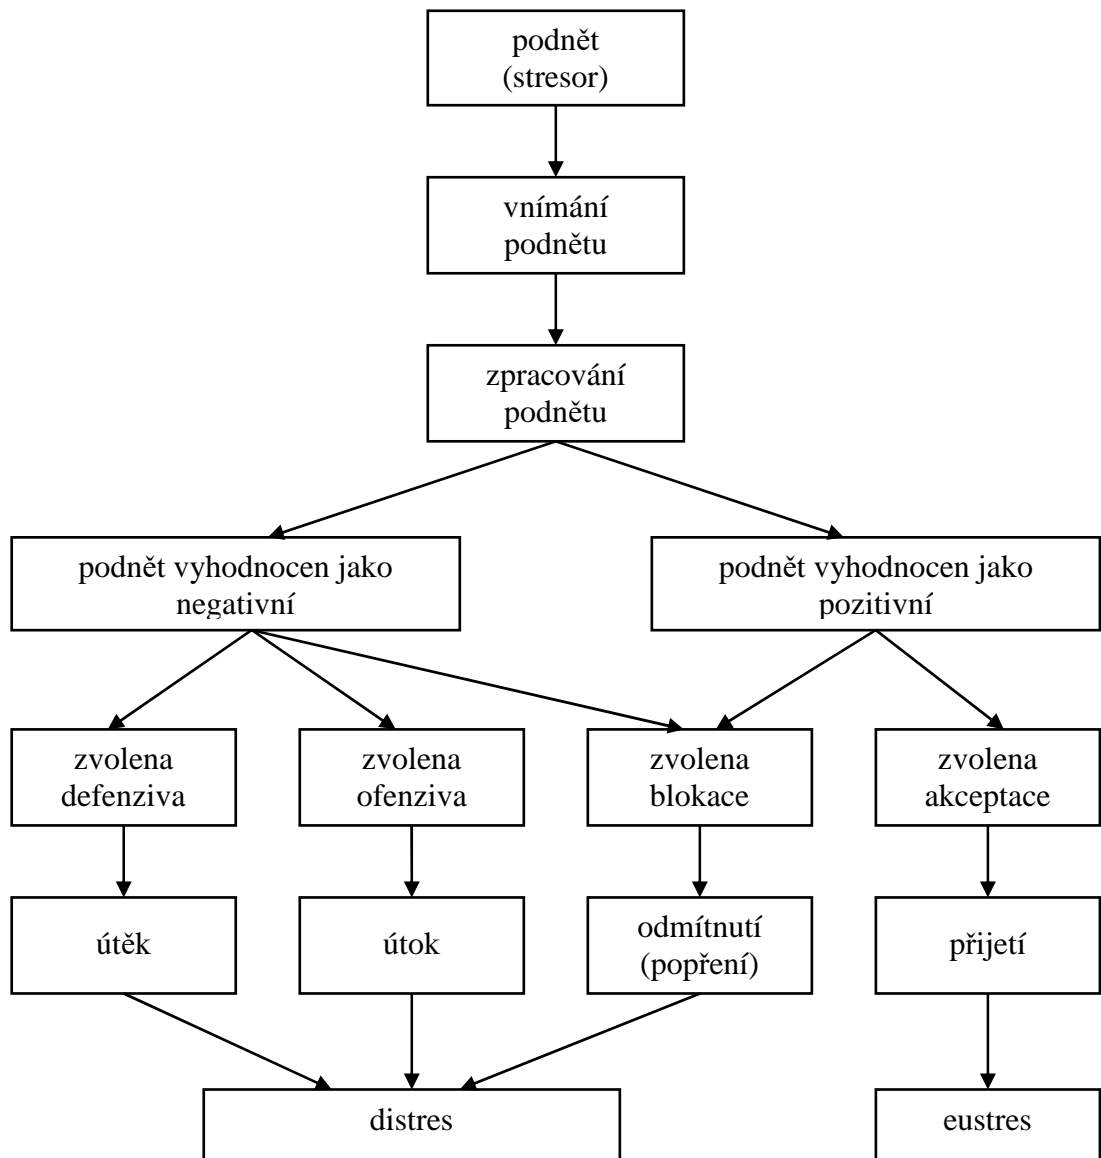 podnět
(stresor)
vnímání
podnětu
zpracování
podnětu
podnět vyhodnocen jako
negativní
podnět vyhodnocen jako
pozitivní
zvolena
defenziva
zvolena
ofenziva
zvolena
blokace
zvolena
akceptace
útěk
útok
odmítnutí
(popření)
přijetí
distres
eustres